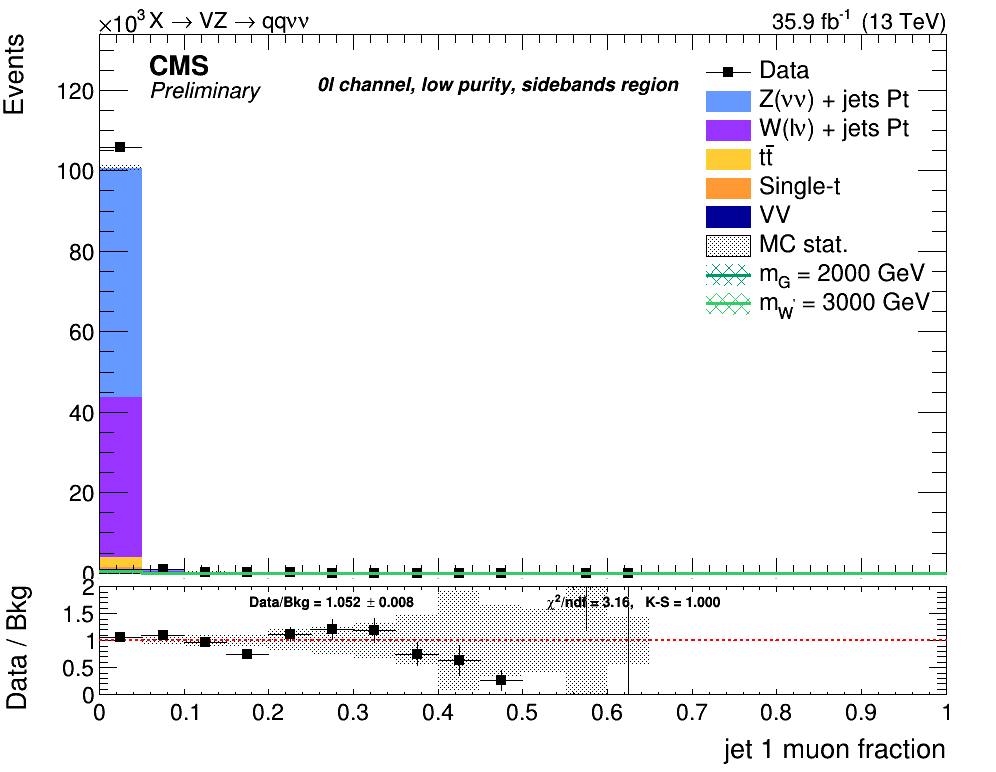 ×10³ X → VZ → qqνν 35.9 fb⁻¹ (13 TeV)
Events
CMS
Preliminary
0l channel, low purity, sidebands region
Data
Z(νν) + jets Pt
W(lν) + jets Pt
tt̄
Single-t
VV
MC stat.
m_G = 2000 GeV
m_W' = 3000 GeV
120
100
80
60
40
20
0
Data / Bkg
Data/Bkg = 1.052 ± 0.008 χ²/ndf = 3.16, K-S = 1.000
2
1.5
1
0.5
0
0 0.1 0.2 0.3 0.4 0.5 0.6 0.7 0.8 0.9 1
jet 1 muon fraction